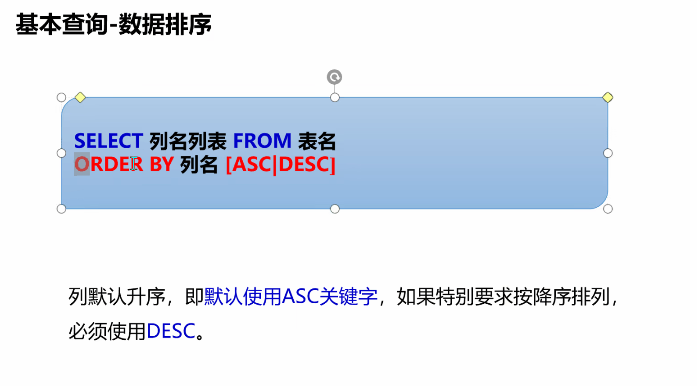 基本查询-数据排序
SELECT 列名列表 FROM 表名
ORDER BY 列名 [ASC|DESC]
列默认升序，即默认使用ASC关键字，如果特别要求按降序排列，
必须使用DESC。